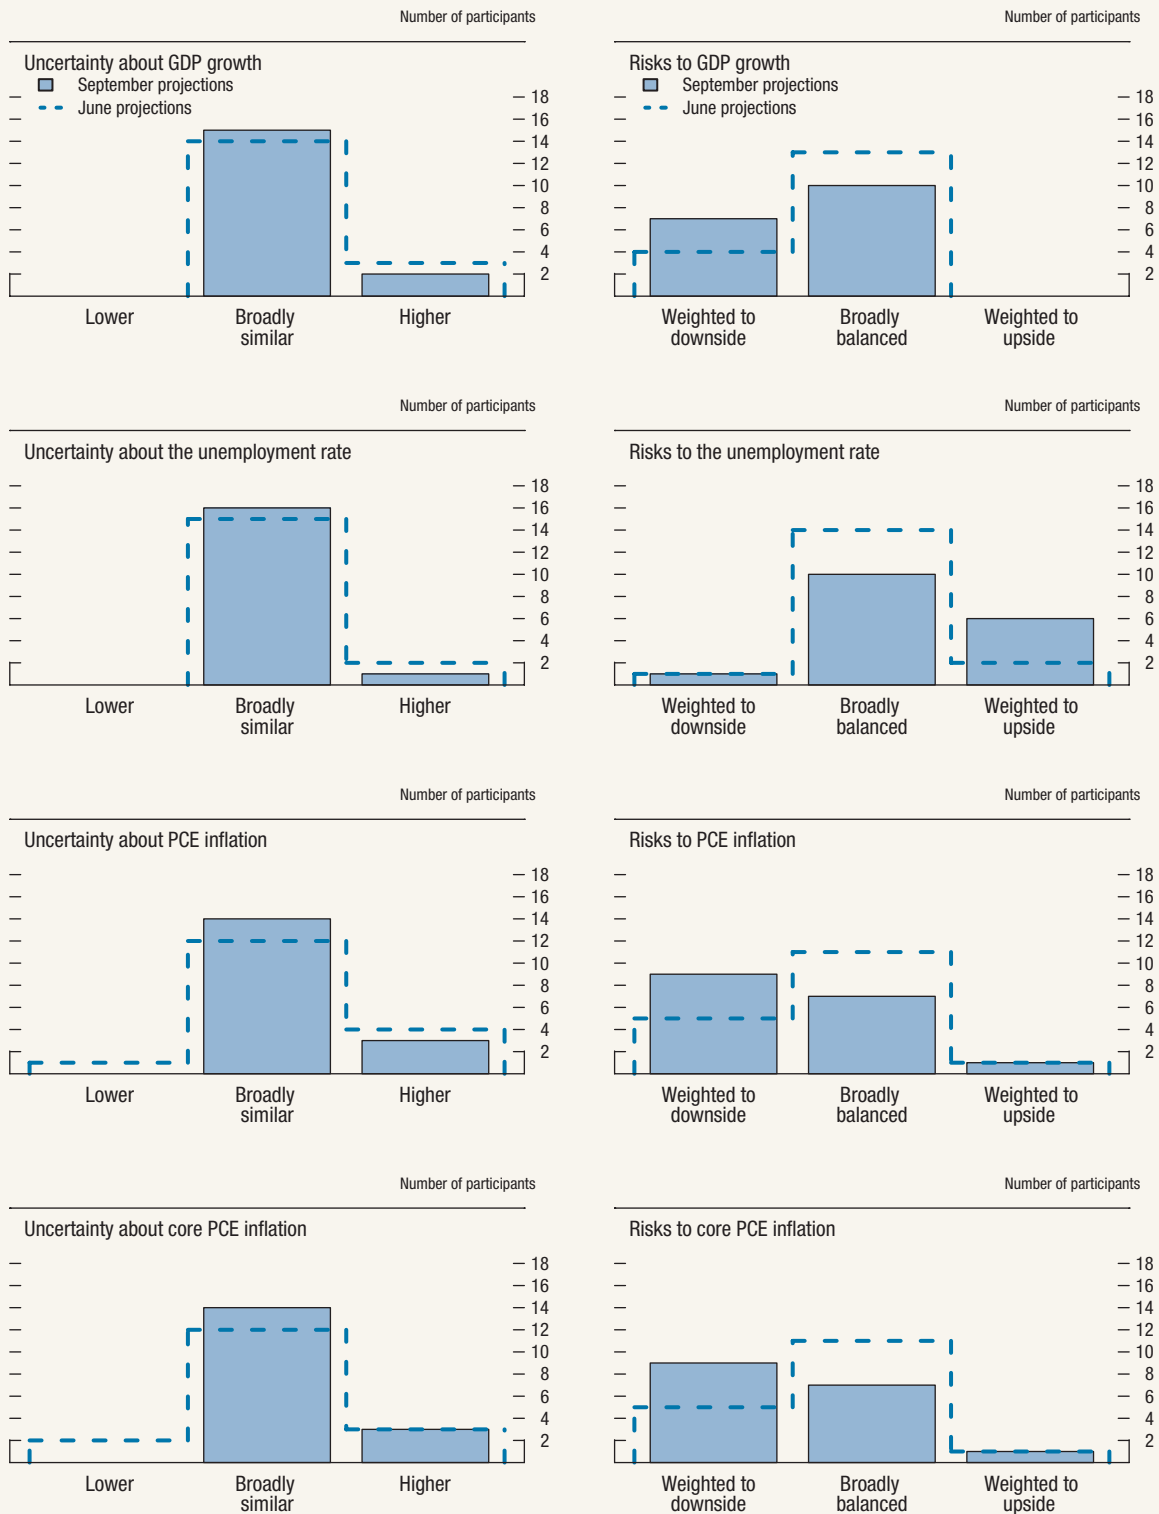 Number of participants
Uncertainty about GDP growth
September projections
June projections
18
16
14
12
10
8
6
4
2
Lower
Broadly
similar
Higher
Number of participants
Risks to GDP growth
September projections
June projections
18
16
14
12
10
8
6
4
2
Weighted to
downside
Broadly
balanced
Weighted to
upside
Number of participants
Uncertainty about the unemployment rate
18
16
14
12
10
8
6
4
2
Lower
Broadly
similar
Higher
Number of participants
Risks to the unemployment rate
18
16
14
12
10
8
6
4
2
Weighted to
downside
Broadly
balanced
Weighted to
upside
Number of participants
Uncertainty about PCE inflation
18
16
14
12
10
8
6
4
2
Lower
Broadly
similar
Higher
Number of participants
Risks to PCE inflation
18
16
14
12
10
8
6
4
2
Weighted to
downside
Broadly
balanced
Weighted to
upside
Number of participants
Uncertainty about core PCE inflation
18
16
14
12
10
8
6
4
2
Lower
Broadly
similar
Higher
Number of participants
Risks to core PCE inflation
18
16
14
12
10
8
6
4
2
Weighted to
downside
Broadly
balanced
Weighted to
upside